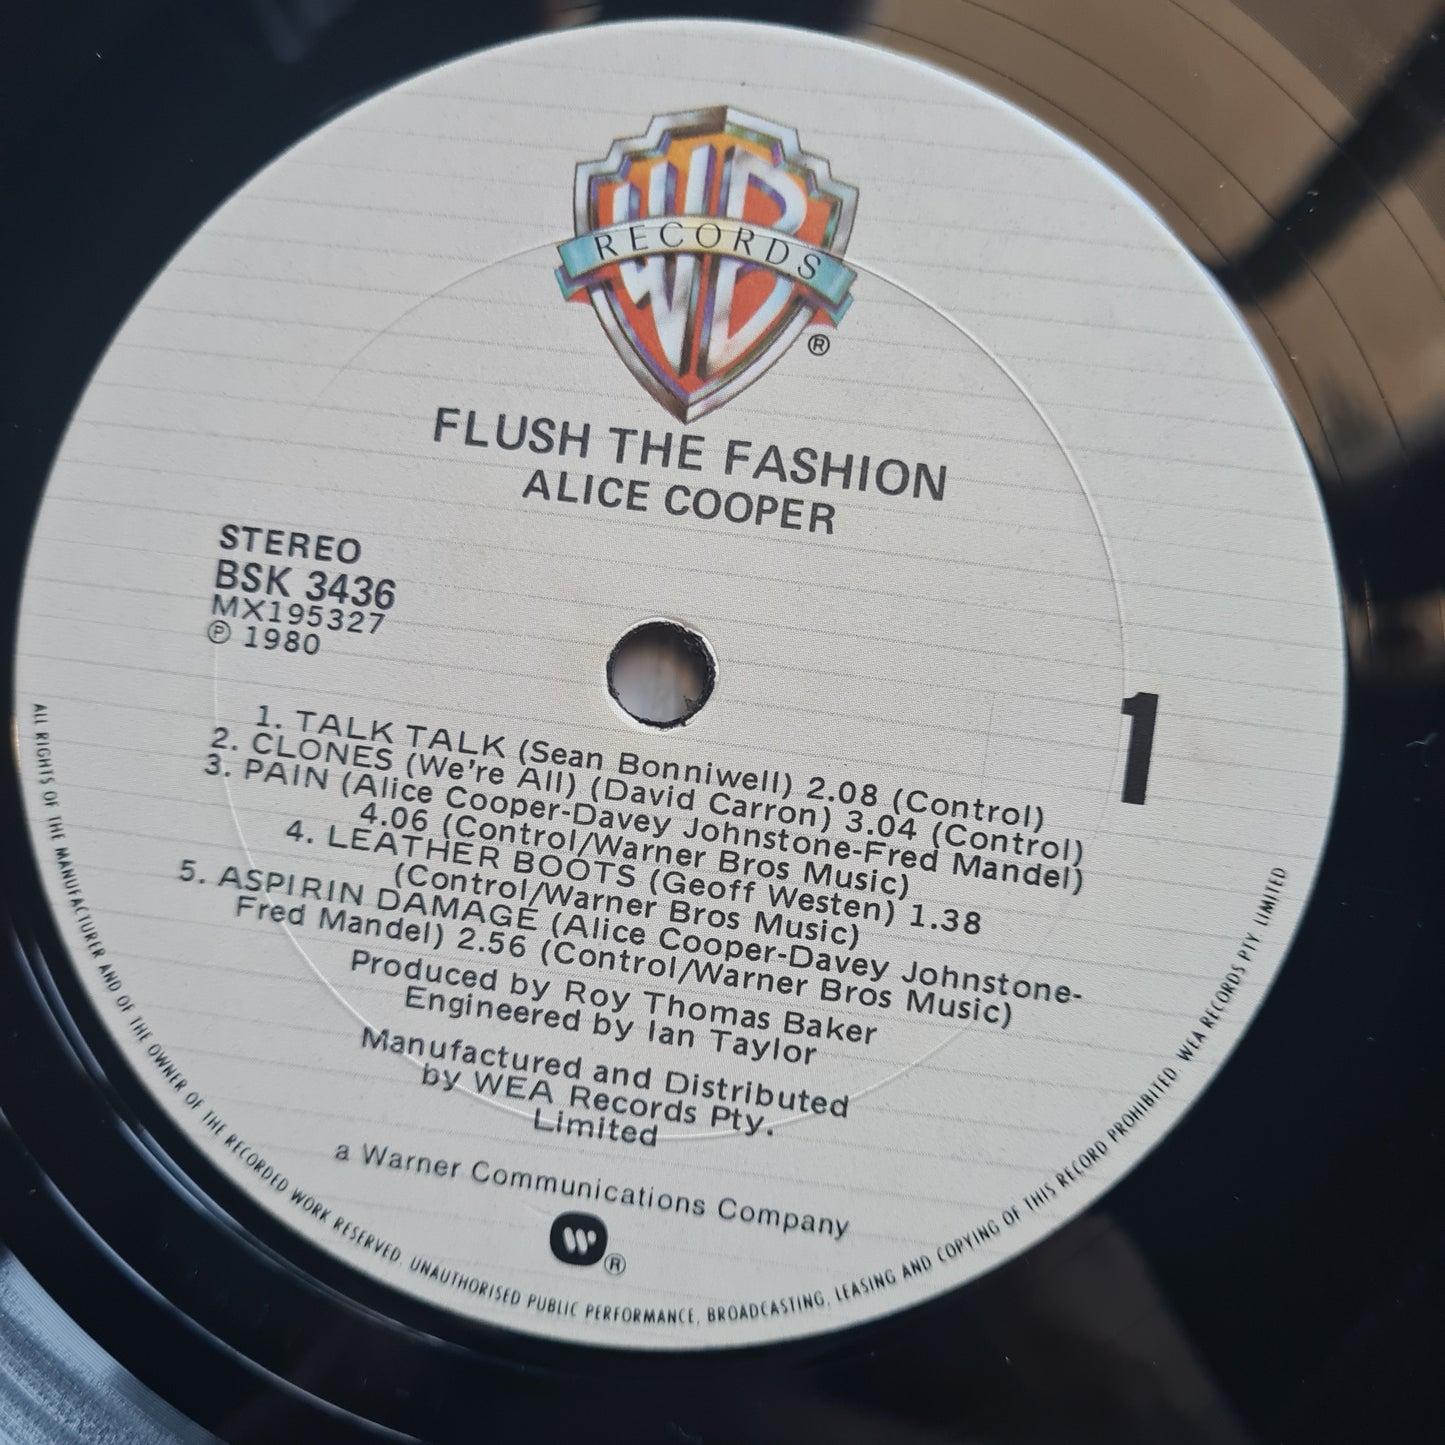 WB
RECORDS
®
FLUSH THE FASHION
ALICE COOPER
STEREO
BSK 3436
MX195327
℗ 1980
1
1. TALK TALK (Sean Bonniwell) 2.08 (Control)
2. CLONES (We're All) (David Carron) 3.04 (Control)
3. PAIN (Alice Cooper-Davey Johnstone-Fred Mandel)
4.06 (Control/Warner Bros Music)
4. LEATHER BOOTS (Geoff Westen) 1.38
(Control/Warner Bros Music)
5. ASPIRIN DAMAGE (Alice Cooper-Davey Johnstone-
Fred Mandel) 2.56 (Control/Warner Bros Music)
Produced by Roy Thomas Baker
Engineered by Ian Taylor
Manufactured and Distributed
by WEA Records Pty.
Limited
a Warner Communications Company
®
ALL RIGHTS OF THE MANUFACTURER AND OF THE OWNER OF THE RECORDED WORK RESERVED. UNAUTHORISED PUBLIC PERFORMANCE, BROADCASTING, LEASING AND COPYING OF THIS RECORD PROHIBITED. WEA RECORDS PTY. LIMITED